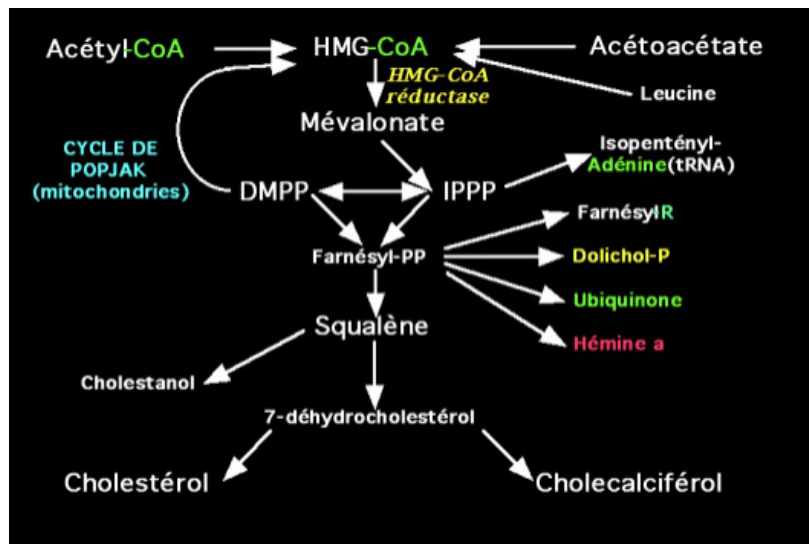 Acétyl-CoA
HMG-CoA
Acétoacétate
HMG-CoA
réductase
Leucine
Mévalonate
CYCLE DE
POPJAK
(mitochondries)
Isopentényl-
Adénine(tRNA)
DMPP
IPPP
FarnésylR
Farnésyl-PP
Dolichol-P
Ubiquinone
Squalène
Hémine a
Cholestanol
7-déhydrocholestérol
Cholestérol
Cholecalciférol